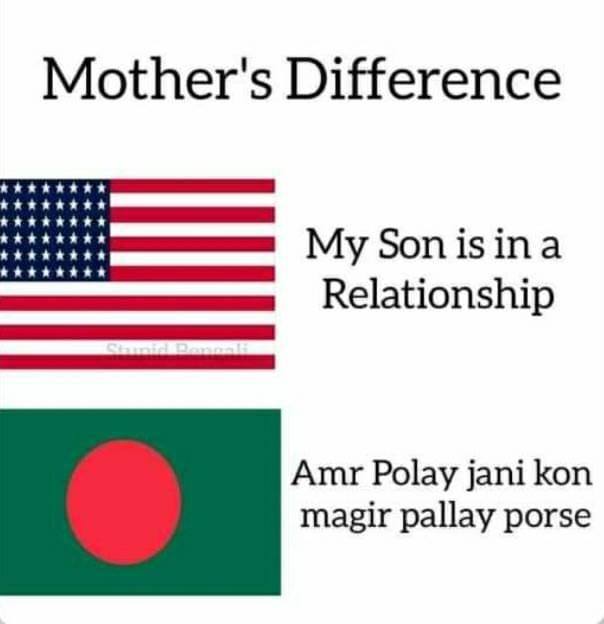 Mother's Difference
My Son is in a
Relationship
Stupid Bengali
Amr Polay jani kon
magir pallay porse